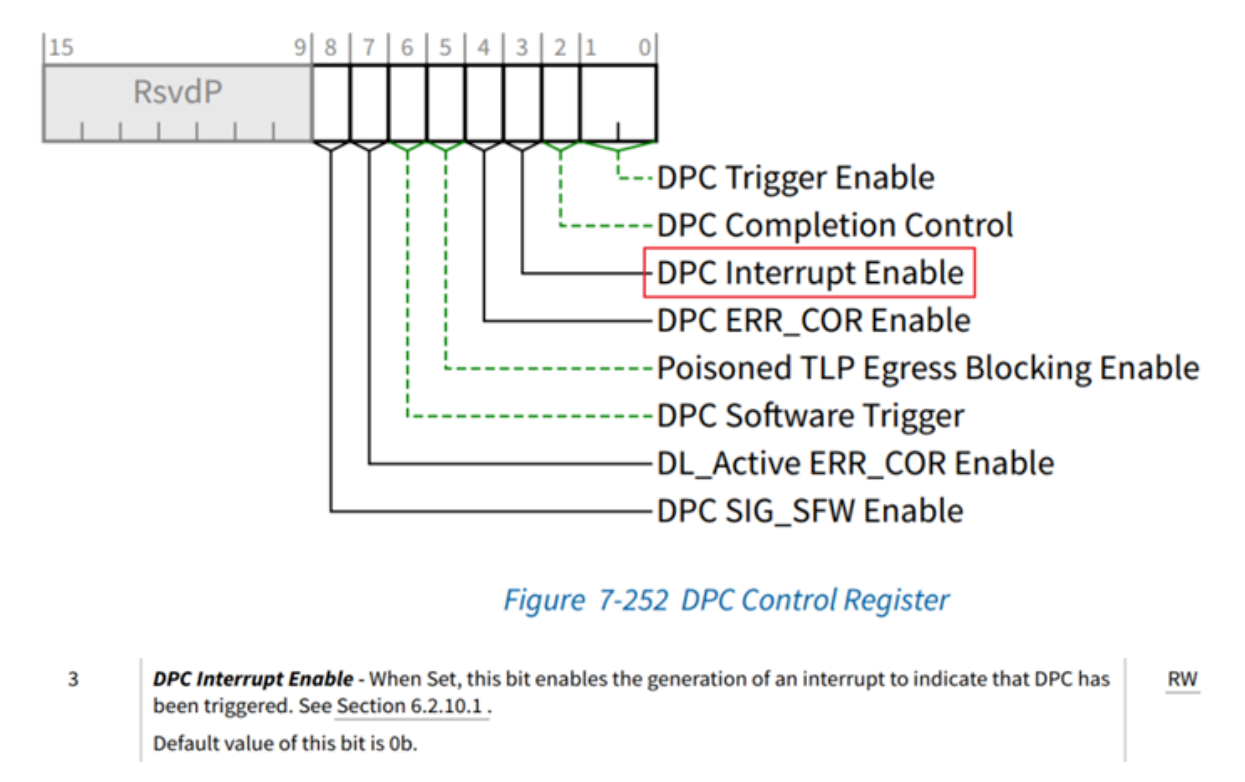 15 9 8 7 6 5 4 3 2 1 0
RsvdP
DPC Trigger Enable
DPC Completion Control
DPC Interrupt Enable
DPC ERR_COR Enable
Poisoned TLP Egress Blocking Enable
DPC Software Trigger
DL_Active ERR_COR Enable
DPC SIG_SFW Enable
Figure 7-252 DPC Control Register
3 DPC Interrupt Enable - When Set, this bit enables the generation of an interrupt to indicate that DPC has RW
been triggered. See Section 6.2.10.1 .
Default value of this bit is 0b.